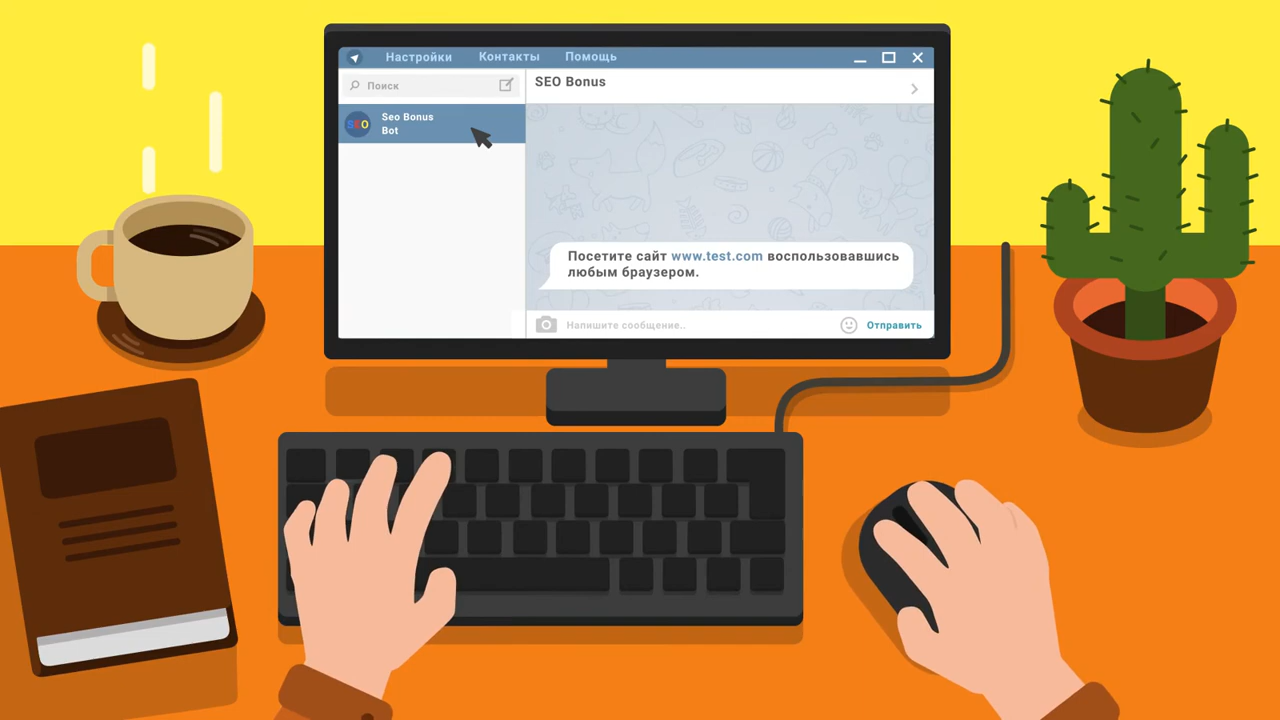 Настройки Контакты Помощь
Поиск
SEO Bonus
SEO
Seo Bonus
Bot
Посетите сайт www.test.com воспользовавшись
любым браузером.
Напишите сообщение..
Отправить